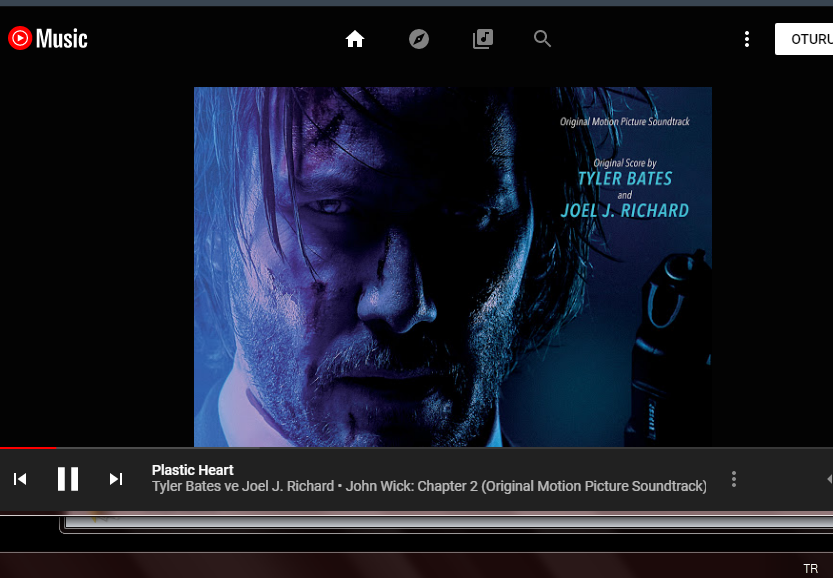 Music
OTURU
Original Motion Picture Soundtrack
Original Score by
TYLER BATES
and
JOEL J. RICHARD
Plastic Heart
Tyler Bates ve Joel J. Richard • John Wick: Chapter 2 (Original Motion Picture Soundtrack)
TR